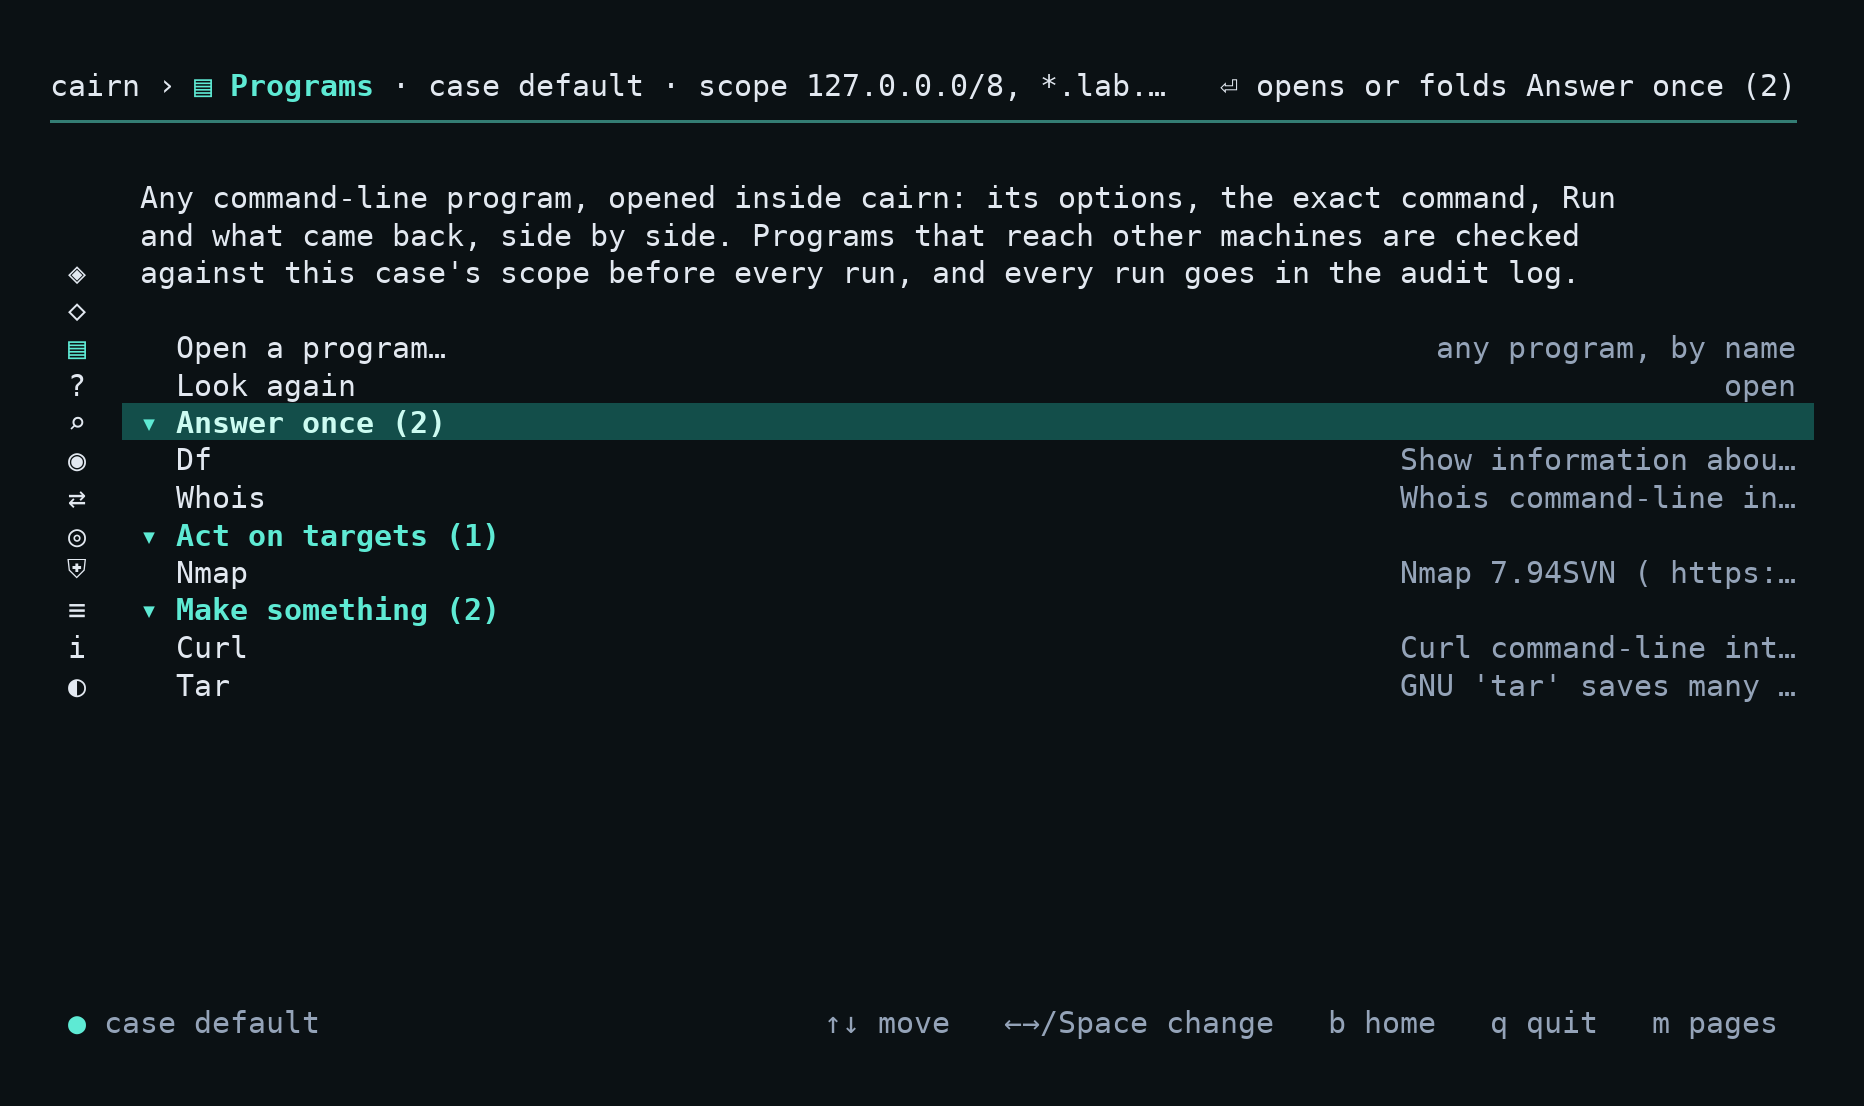 cairn › ▤ Programs · case default · scope 127.0.0.0/8, *.lab.… ⏎ opens or folds Answer once (2)
Any command-line program, opened inside cairn: its options, the exact command, Run
and what came back, side by side. Programs that reach other machines are checked
against this case's scope before every run, and every run goes in the audit log.
Open a program… any program, by name
Look again open
▾ Answer once (2)
Df Show information abou…
Whois Whois command-line in…
▾ Act on targets (1)
Nmap Nmap 7.94SVN ( https:…
▾ Make something (2)
Curl Curl command-line int…
Tar GNU 'tar' saves many …
● case default ↑↓ move ←→/Space change b home q quit m pages